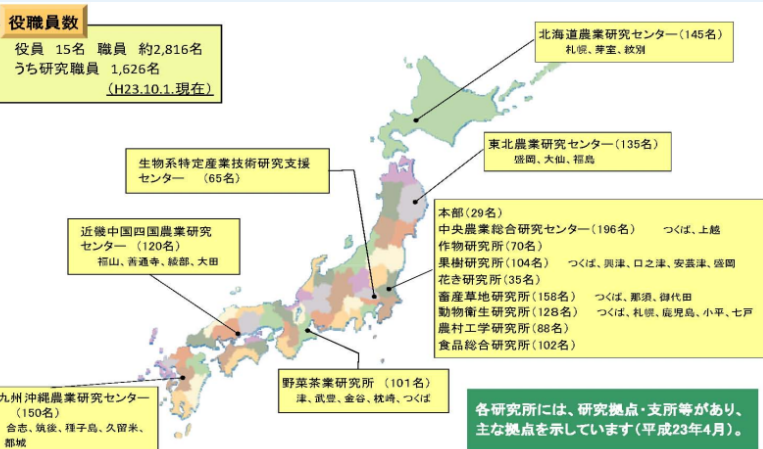 役職員数
役員 15名 職員 約2,816名
うち研究職員 1,626名
(H23.10.1.現在)
北海道農業研究センター(145名)
札幌、芽室、紋別
東北農業研究センター(135名)
盛岡、大仙、福島
生物系特定産業技術研究支援
センター (65名)
近畿中国四国農業研究
センター(120名)
福山、善通寺、綾部、大田
本部(29名)
中央農業総合研究センター(196名) つくば、上越
作物研究所(70名)
果樹研究所(104名) つくば、興津、口之津、安芸津、盛岡
花き研究所(35名)
畜産草地研究所(158名) つくば、那須、御代田
動物衛生研究所(128名) つくば、札幌、鹿児島、小平、七戸
農村工学研究所(88名)
食品総合研究所(102名)
野菜茶業研究所 (101名)
津、武豊、金谷、枕崎、つくば
九州沖縄農業研究センター
(150名)
合志、筑後、種子島、久留米、
都城
各研究所には、研究拠点・支所等があり、
主な拠点を示しています(平成23年4月)。